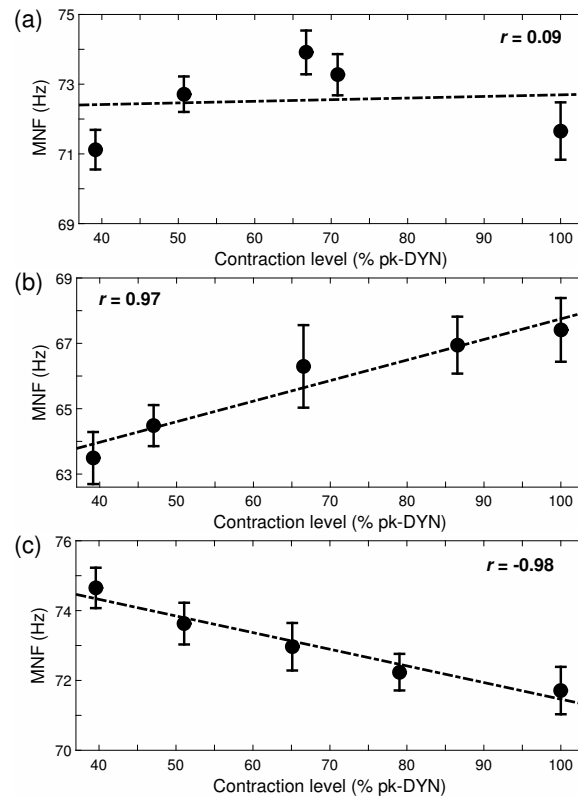 (a)
75
r = 0.09
73
MNF (Hz)
71
69
40 50 60 70 80 90 100
Contraction level (% pk-DYN)
(b)
69
r = 0.97
67
MNF (Hz)
65
63
40 50 60 70 80 90 100
Contraction level (% pk-DYN)
(c)
76
r = -0.98
74
MNF (Hz)
72
70
40 50 60 70 80 90 100
Contraction level (% pk-DYN)